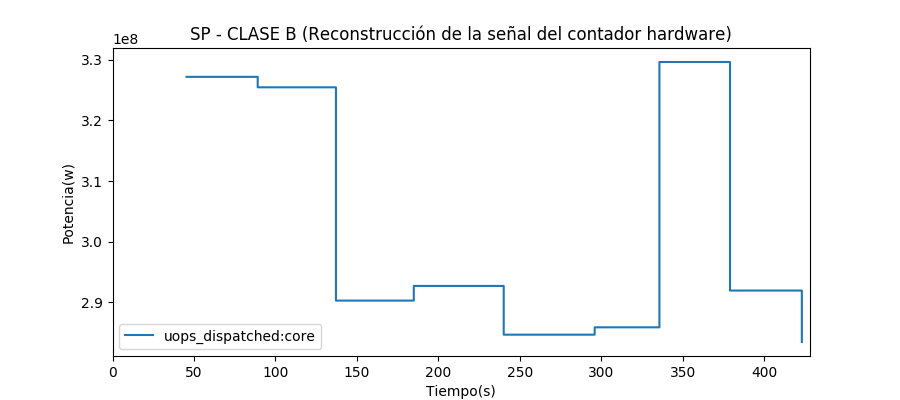 SP - CLASE B (Reconstrucción de la señal del contador hardware)
1e8
3.3
3.2
3.1
3.0
2.9
Potencia(w)
uops_dispatched:core
0 50 100 150 200 250 300 350 400
Tiempo(s)